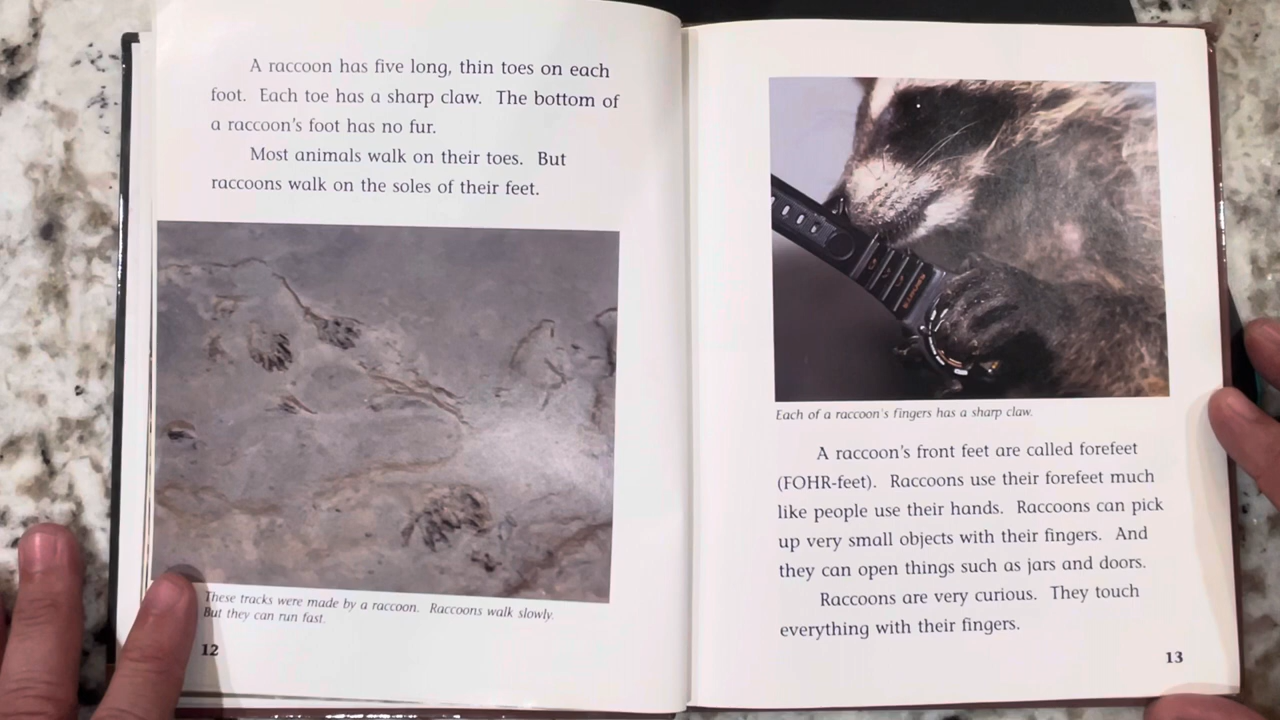 A raccoon has five long, thin toes on each
foot. Each toe has a sharp claw. The bottom of
a raccoon's foot has no fur.
Most animals walk on their toes. But
raccoons walk on the soles of their feet.
These tracks were made by a raccoon. Raccoons walk slowly.
But they can run fast.
12
Each of a raccoon's fingers has a sharp claw.
A raccoon's front feet are called forefeet
(FOHR-feet). Raccoons use their forefeet much
like people use their hands. Raccoons can pick
up very small objects with their fingers. And
they can open things such as jars and doors.
Raccoons are very curious. They touch
everything with their fingers.
13